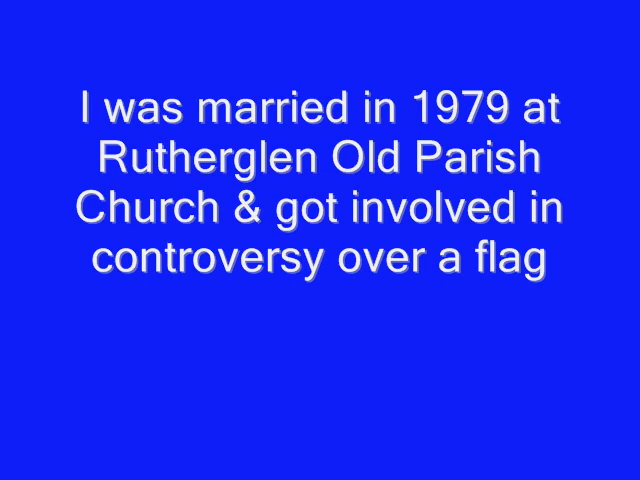 I was married in 1979 at
Rutherglen Old Parish
Church & got involved in
controversy over a flag